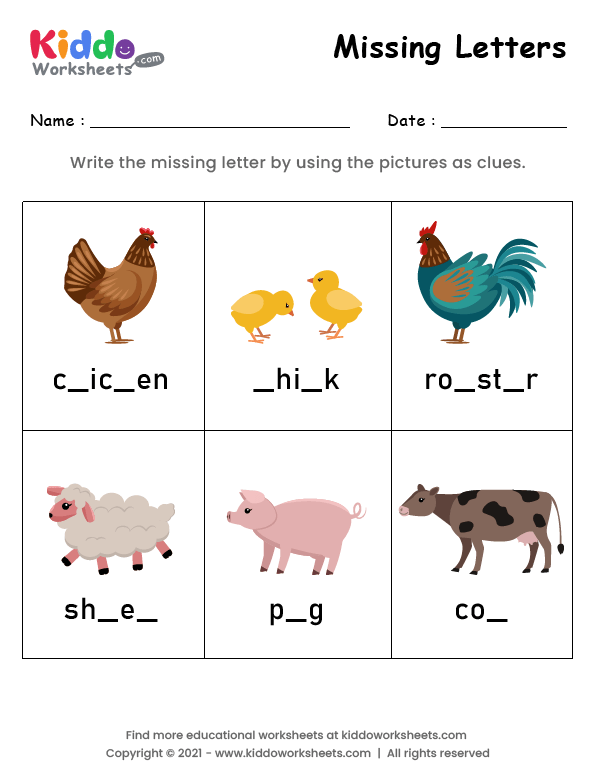 Kiddo
Worksheets.com
Missing Letters
Name : ____________________ Date : __________
Write the missing letter by using the pictures as clues.
c_ic_en _hi_k ro_st_r
sh_e_ p_g co_
Find more educational worksheets at kiddoworksheets.com
Copyright © 2021 - www.kiddoworksheets.com | All rights reserved